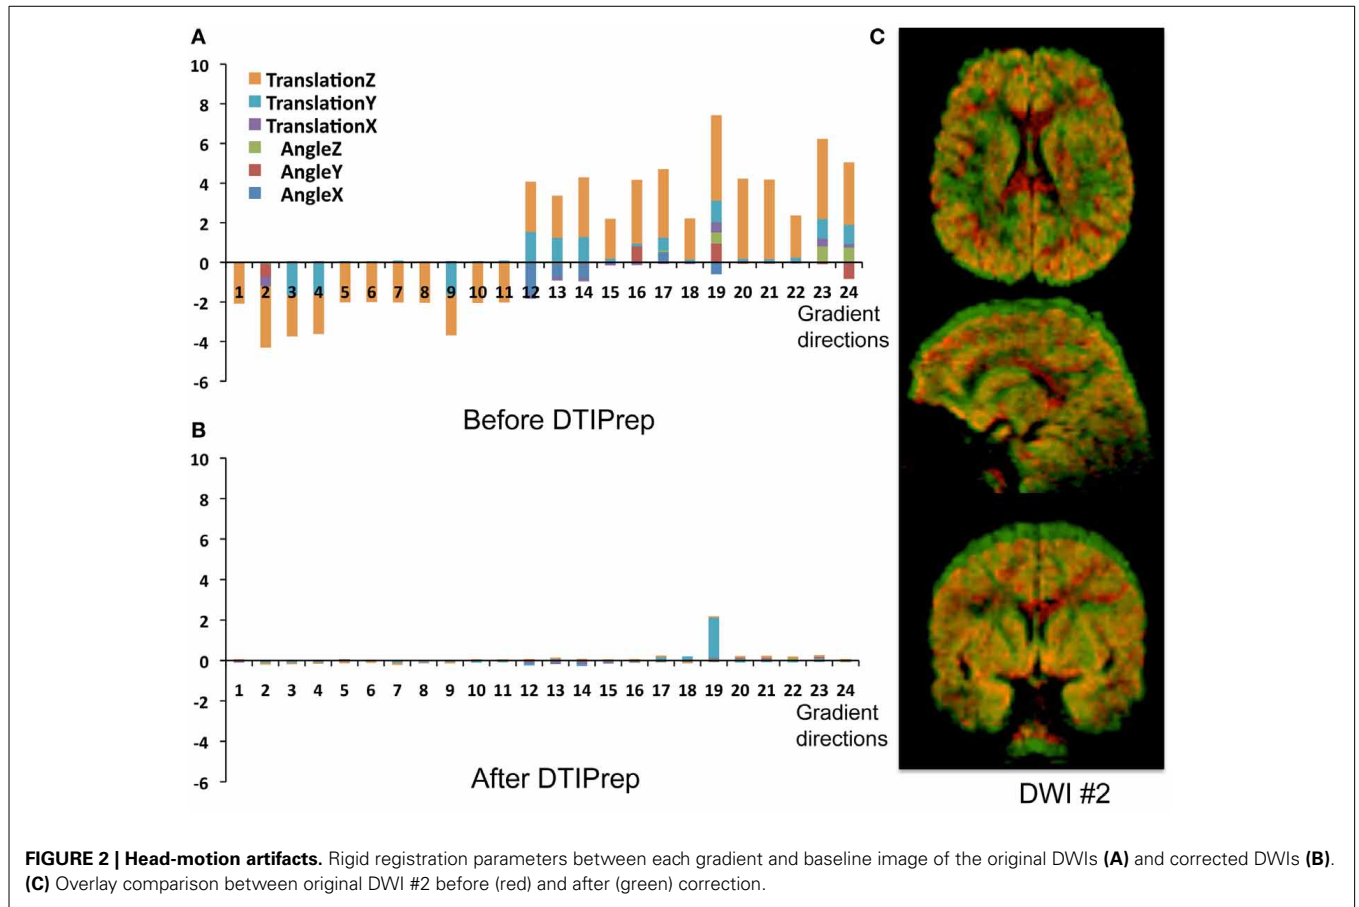 A
10
8
6
4
2
0
-2
-4
-6
TranslationZ
TranslationY
TranslationX
AngleZ
AngleY
AngleX
1 2 3 4 5 6 7 8 9 10 11 12 13 14 15 16 17 18 19 20 21 22 23 24
Gradient
directions
Before DTIPrep
B
10
8
6
4
2
0
-2
-4
-6
1 2 3 4 5 6 7 8 9 10 11 12 13 14 15 16 17 18 19 20 21 22 23 24
Gradient
directions
After DTIPrep
C
DWI #2
FIGURE 2 | Head-motion artifacts. Rigid registration parameters between each gradient and baseline image of the original DWIs (A) and corrected DWIs (B).
(C) Overlay comparison between original DWI #2 before (red) and after (green) correction.